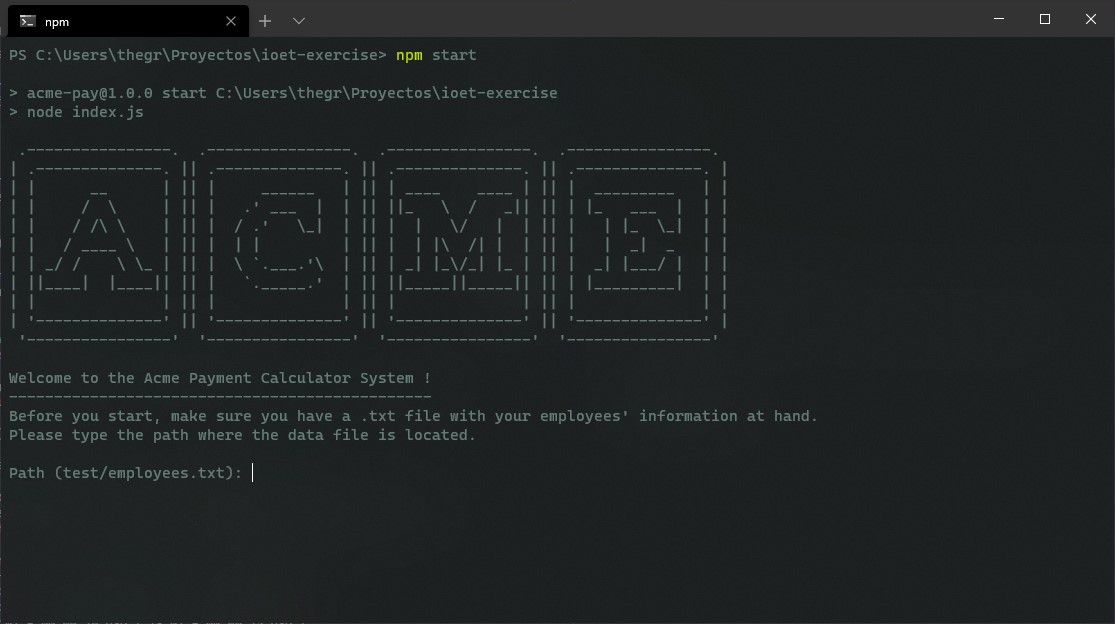 npm
PS C:\Users\thegr\Proyectos\ioet-exercise> npm start
> acme-pay@1.0.0 start C:\Users\thegr\Proyectos\ioet-exercise
> node index.js
ACME
Welcome to the Acme Payment Calculator System !
-----------------------------------------------
Before you start, make sure you have a .txt file with your employees' information at hand.
Please type the path where the data file is located.
Path (test/employees.txt):